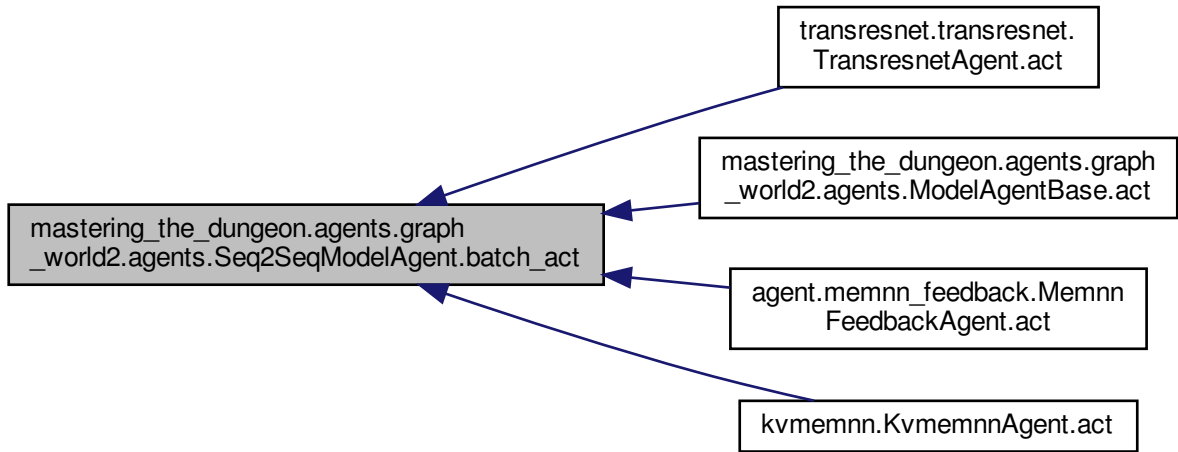 transresnet.transresnet.
TransresnetAgent.act
mastering_the_dungeon.agents.graph
_world2.agents.ModelAgentBase.act
mastering_the_dungeon.agents.graph
_world2.agents.Seq2SeqModelAgent.batch_act
agent.memnn_feedback.Memnn
FeedbackAgent.act
kvmemnn.KvmemnnAgent.act